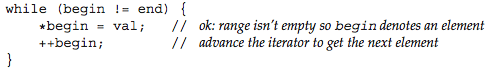 while (begin != end) {
    *begin = val;   // ok: range isn't empty so begin denotes an element
    ++begin;        // advance the iterator to get the next element
}